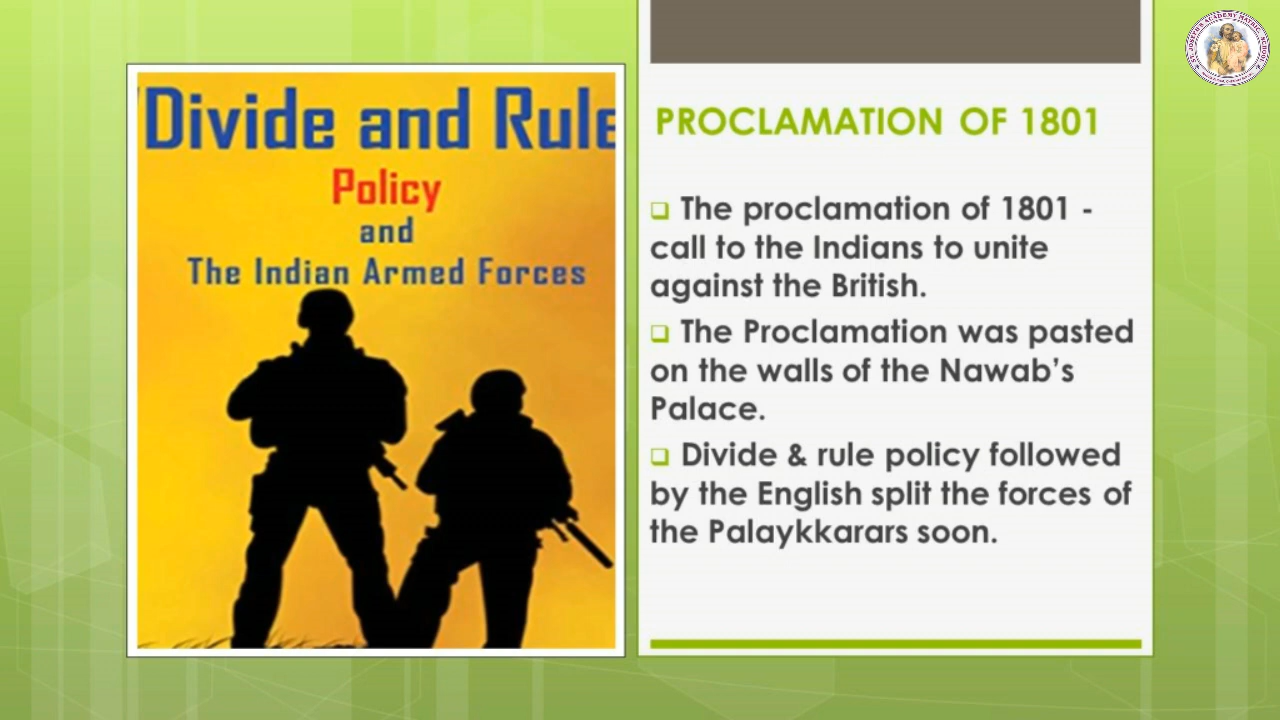 Divide and Rule
Policy
and
The Indian Armed Forces
PROCLAMATION OF 1801
The proclamation of 1801 -
call to the Indians to unite
against the British.
The Proclamation was pasted
on the walls of the Nawab's
Palace.
Divide & rule policy followed
by the English split the forces of
the Palaykkarars soon.